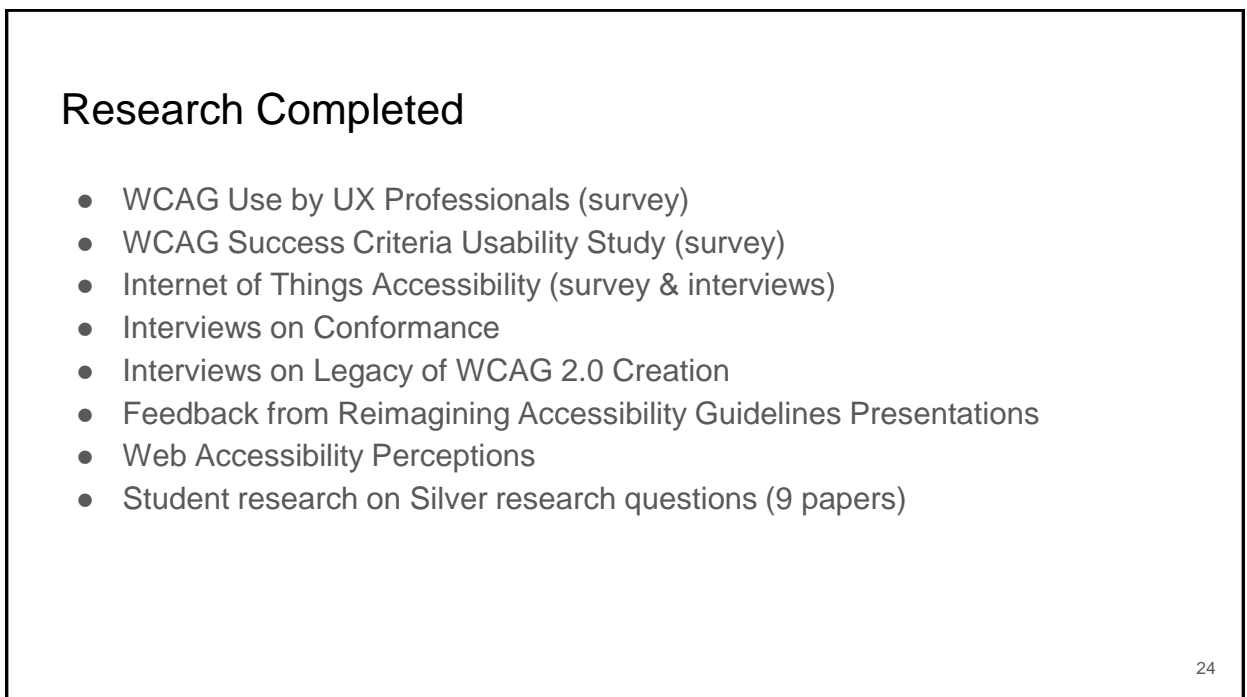 Research Completed
● WCAG Use by UX Professionals (survey)
● WCAG Success Criteria Usability Study (survey)
● Internet of Things Accessibility (survey & interviews)
● Interviews on Conformance
● Interviews on Legacy of WCAG 2.0 Creation
● Feedback from Reimagining Accessibility Guidelines Presentations
● Web Accessibility Perceptions
● Student research on Silver research questions (9 papers)
24